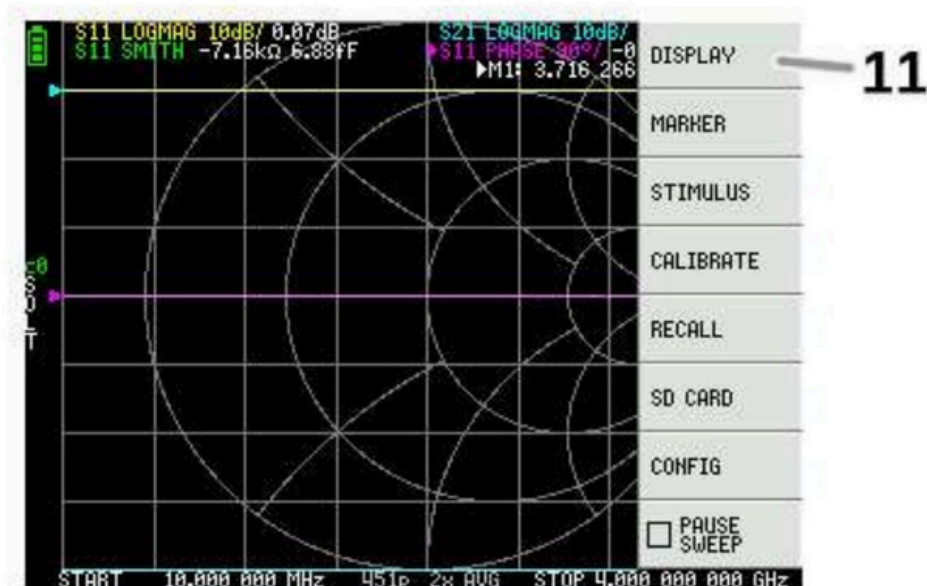 S11 LOGMAG 10dB/ 0.07dB
S21 LOGMAG 10dB/
S11 SMITH -7.16kΩ 6.88fF
S11 PHASE 90°/ -0
M1: 3.716 266
DISPLAY
11
MARKER
STIMULUS
CALIBRATE
RECALL
SD CARD
CONFIG
PAUSE
SWEEP
c0
S
O
L
T
START 10.000 000 MHz 451p 2x AVG STOP 4.000 000 000 GHz